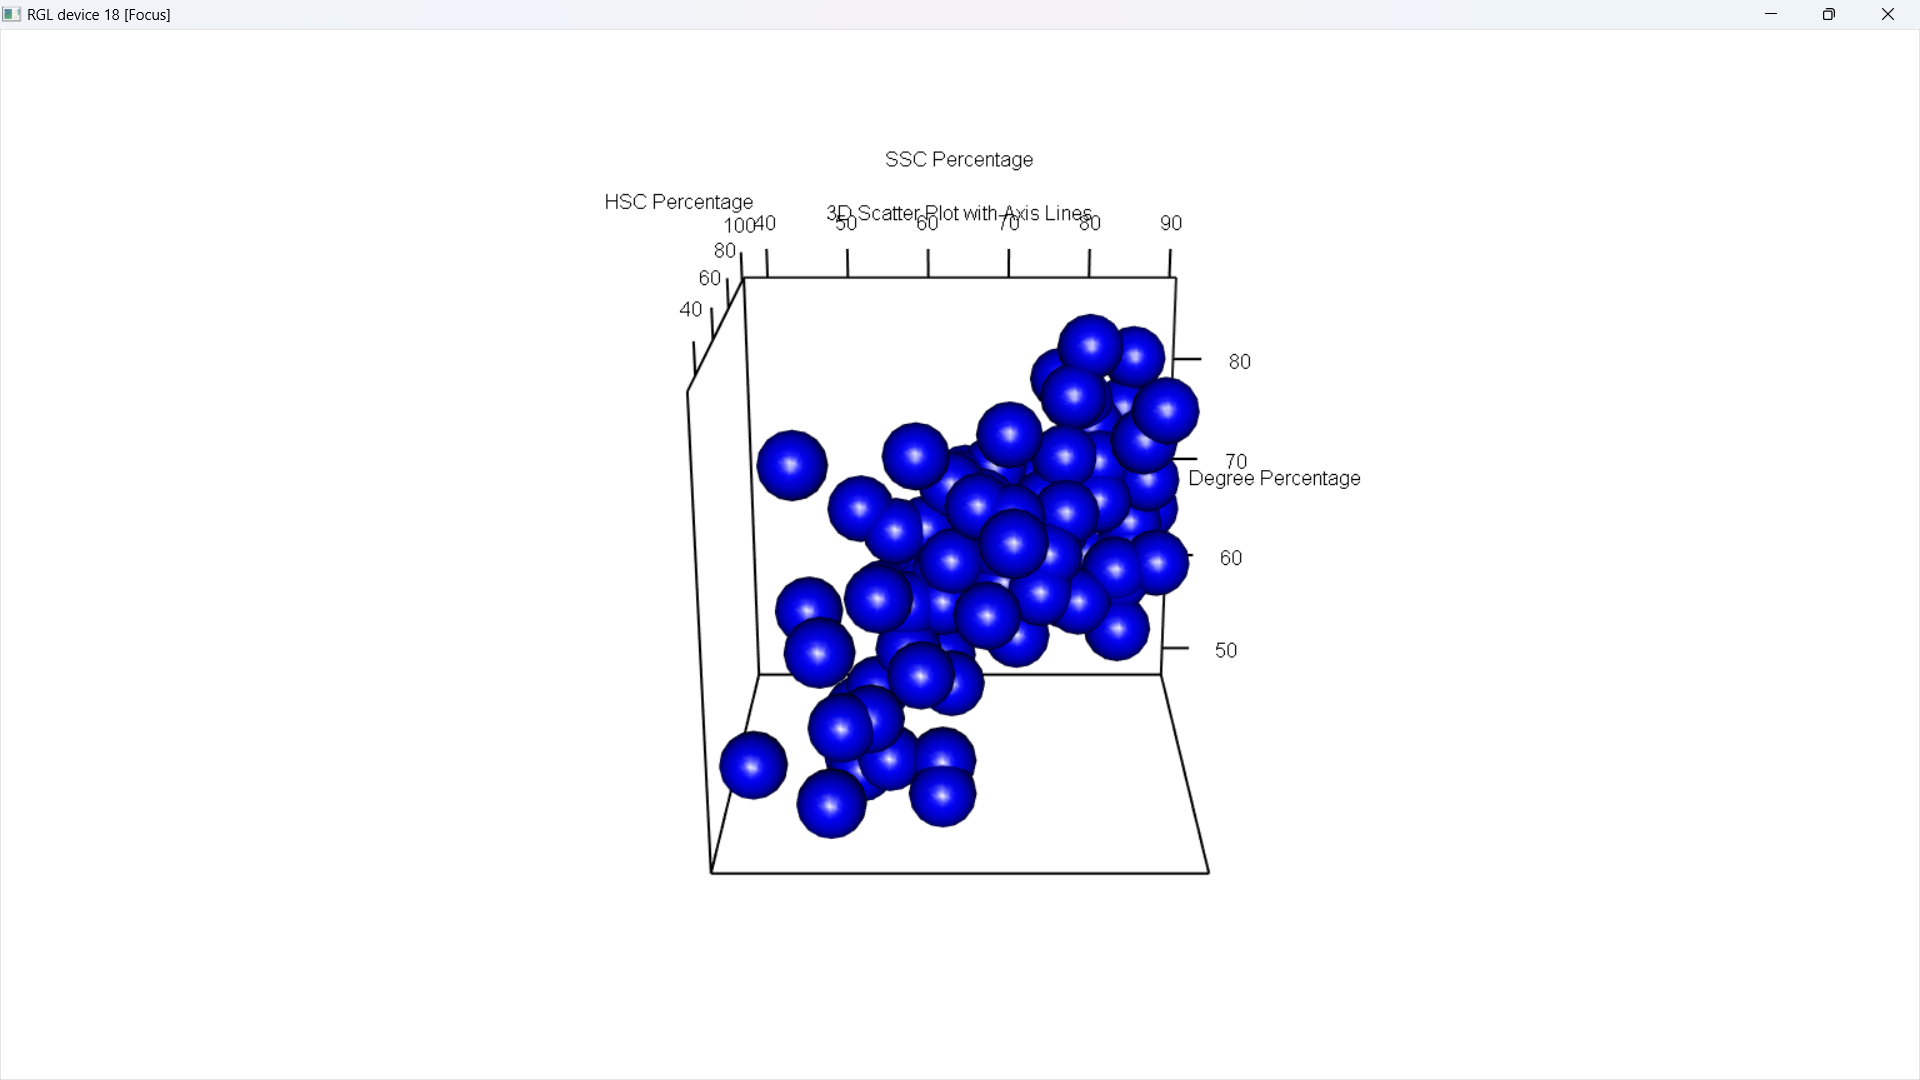 RGL device 18 [Focus]
SSC Percentage
HSC Percentage
3D Scatter Plot with Axis Lines
100
40 50 60 70 80 90
80
60
40
80
70
Degree Percentage
60
50